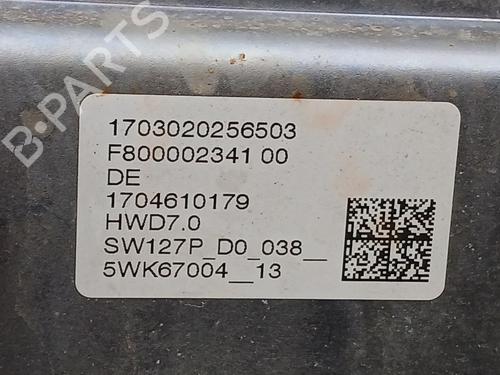 B-PARTS
1703020256503
F800002341 00
DE
1704610179
HWD7.0
SW127P_D0_038__
5WK67004__13